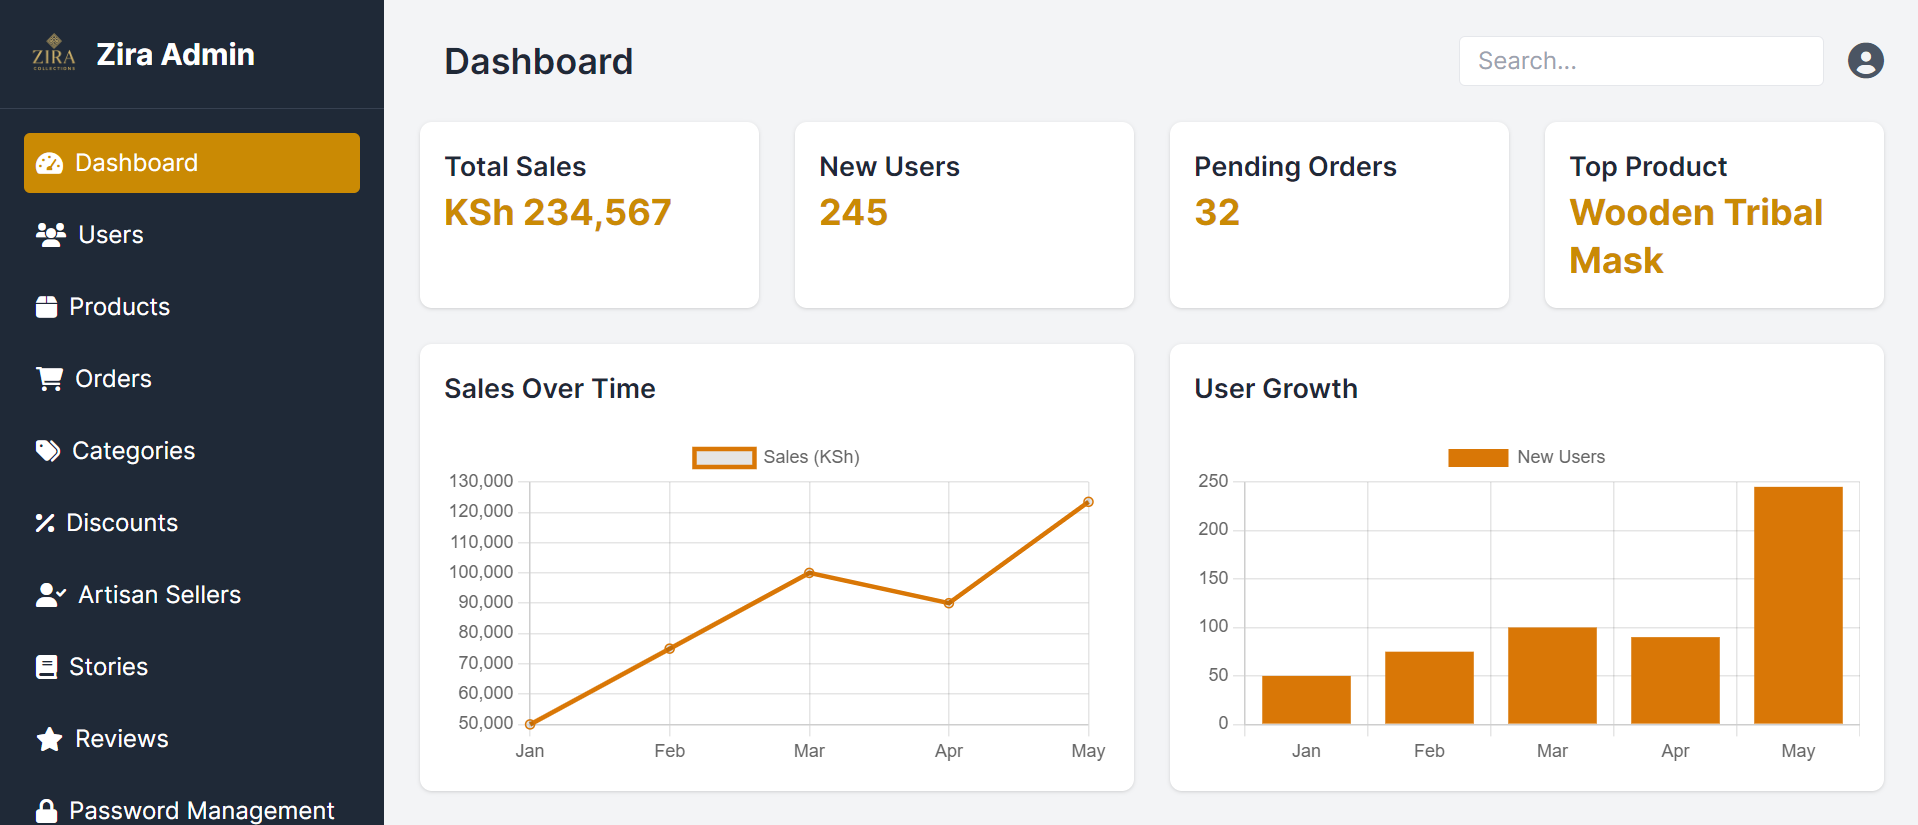 ZIRA
COLLECTIONS
Zira Admin
Dashboard
Users
Products
Orders
Categories
Discounts
Artisan Sellers
Stories
Reviews
Password Management
Dashboard
Search...
Total Sales
KSh 234,567
New Users
245
Pending Orders
32
Top Product
Wooden Tribal
Mask
Sales Over Time
Sales (KSh)
130,000
120,000
110,000
100,000
90,000
80,000
70,000
60,000
50,000
Jan Feb Mar Apr May
User Growth
New Users
250
200
150
100
50
0
Jan Feb Mar Apr May